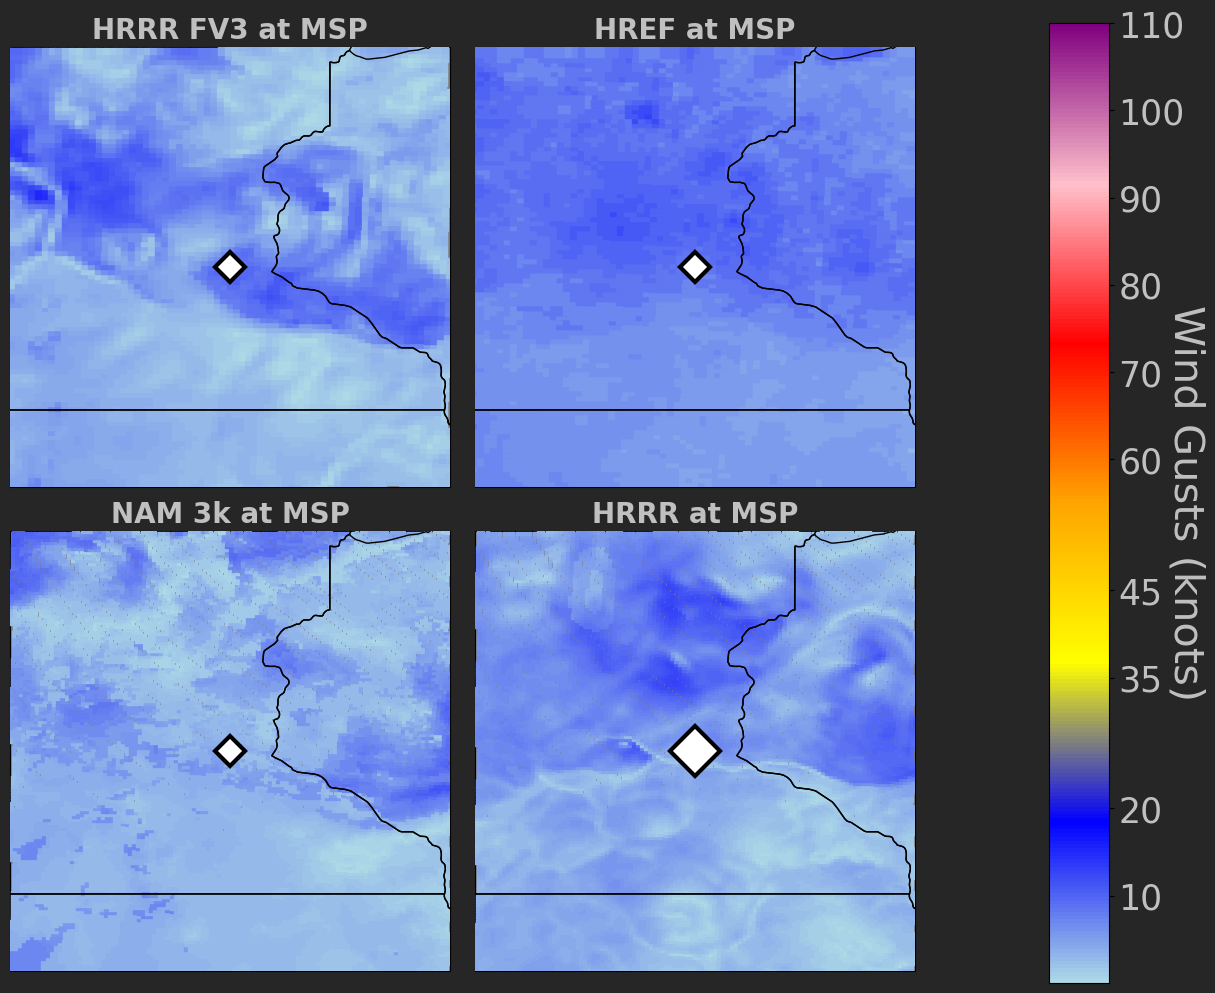 HRRR FV3 at MSP
HREF at MSP
NAM 3k at MSP
HRRR at MSP
110
100
90
80
70
60
45
35
20
10
Wind Gusts (knots)